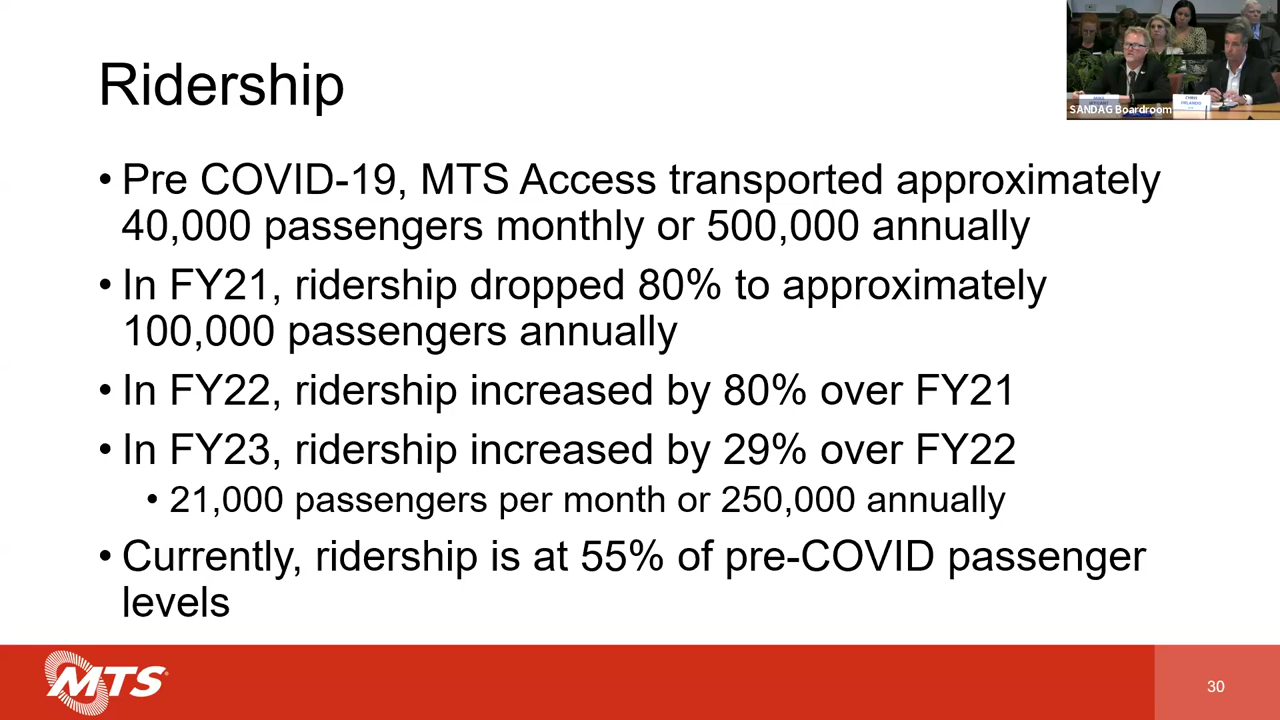 Ridership
SANDAG Boardroom
CHRIS
ORLANDO
• Pre COVID-19, MTS Access transported approximately
40,000 passengers monthly or 500,000 annually
• In FY21, ridership dropped 80% to approximately
100,000 passengers annually
• In FY22, ridership increased by 80% over FY21
• In FY23, ridership increased by 29% over FY22
• 21,000 passengers per month or 250,000 annually
• Currently, ridership is at 55% of pre-COVID passenger
levels
MTS
30